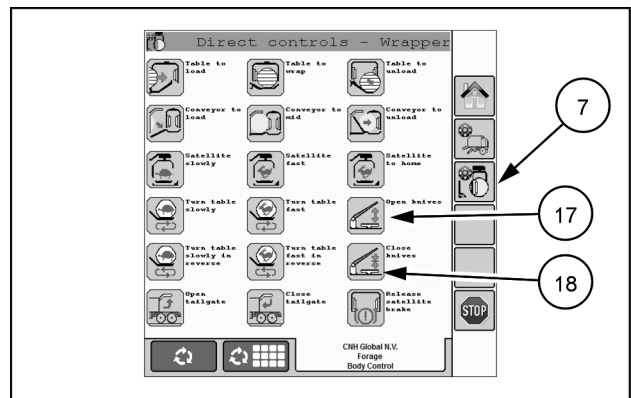 Direct controls - Wrapper
Table to
load
Table to
wrap
Table to
unload
Conveyor to
load
Conveyor to
mid
Conveyor to
unload
Satellite
slowly
Satellite
fast
Satellite
to home
Turn table
slowly
Turn table
fast
Open knives
Turn table
slowly in
reverse
Turn table
fast in
reverse
Close
knives
Open
tailgate
Close
tailgate
Release
satellite
brake
STOP
CNH Global N.V.
Forage
Body Control
7
17
18